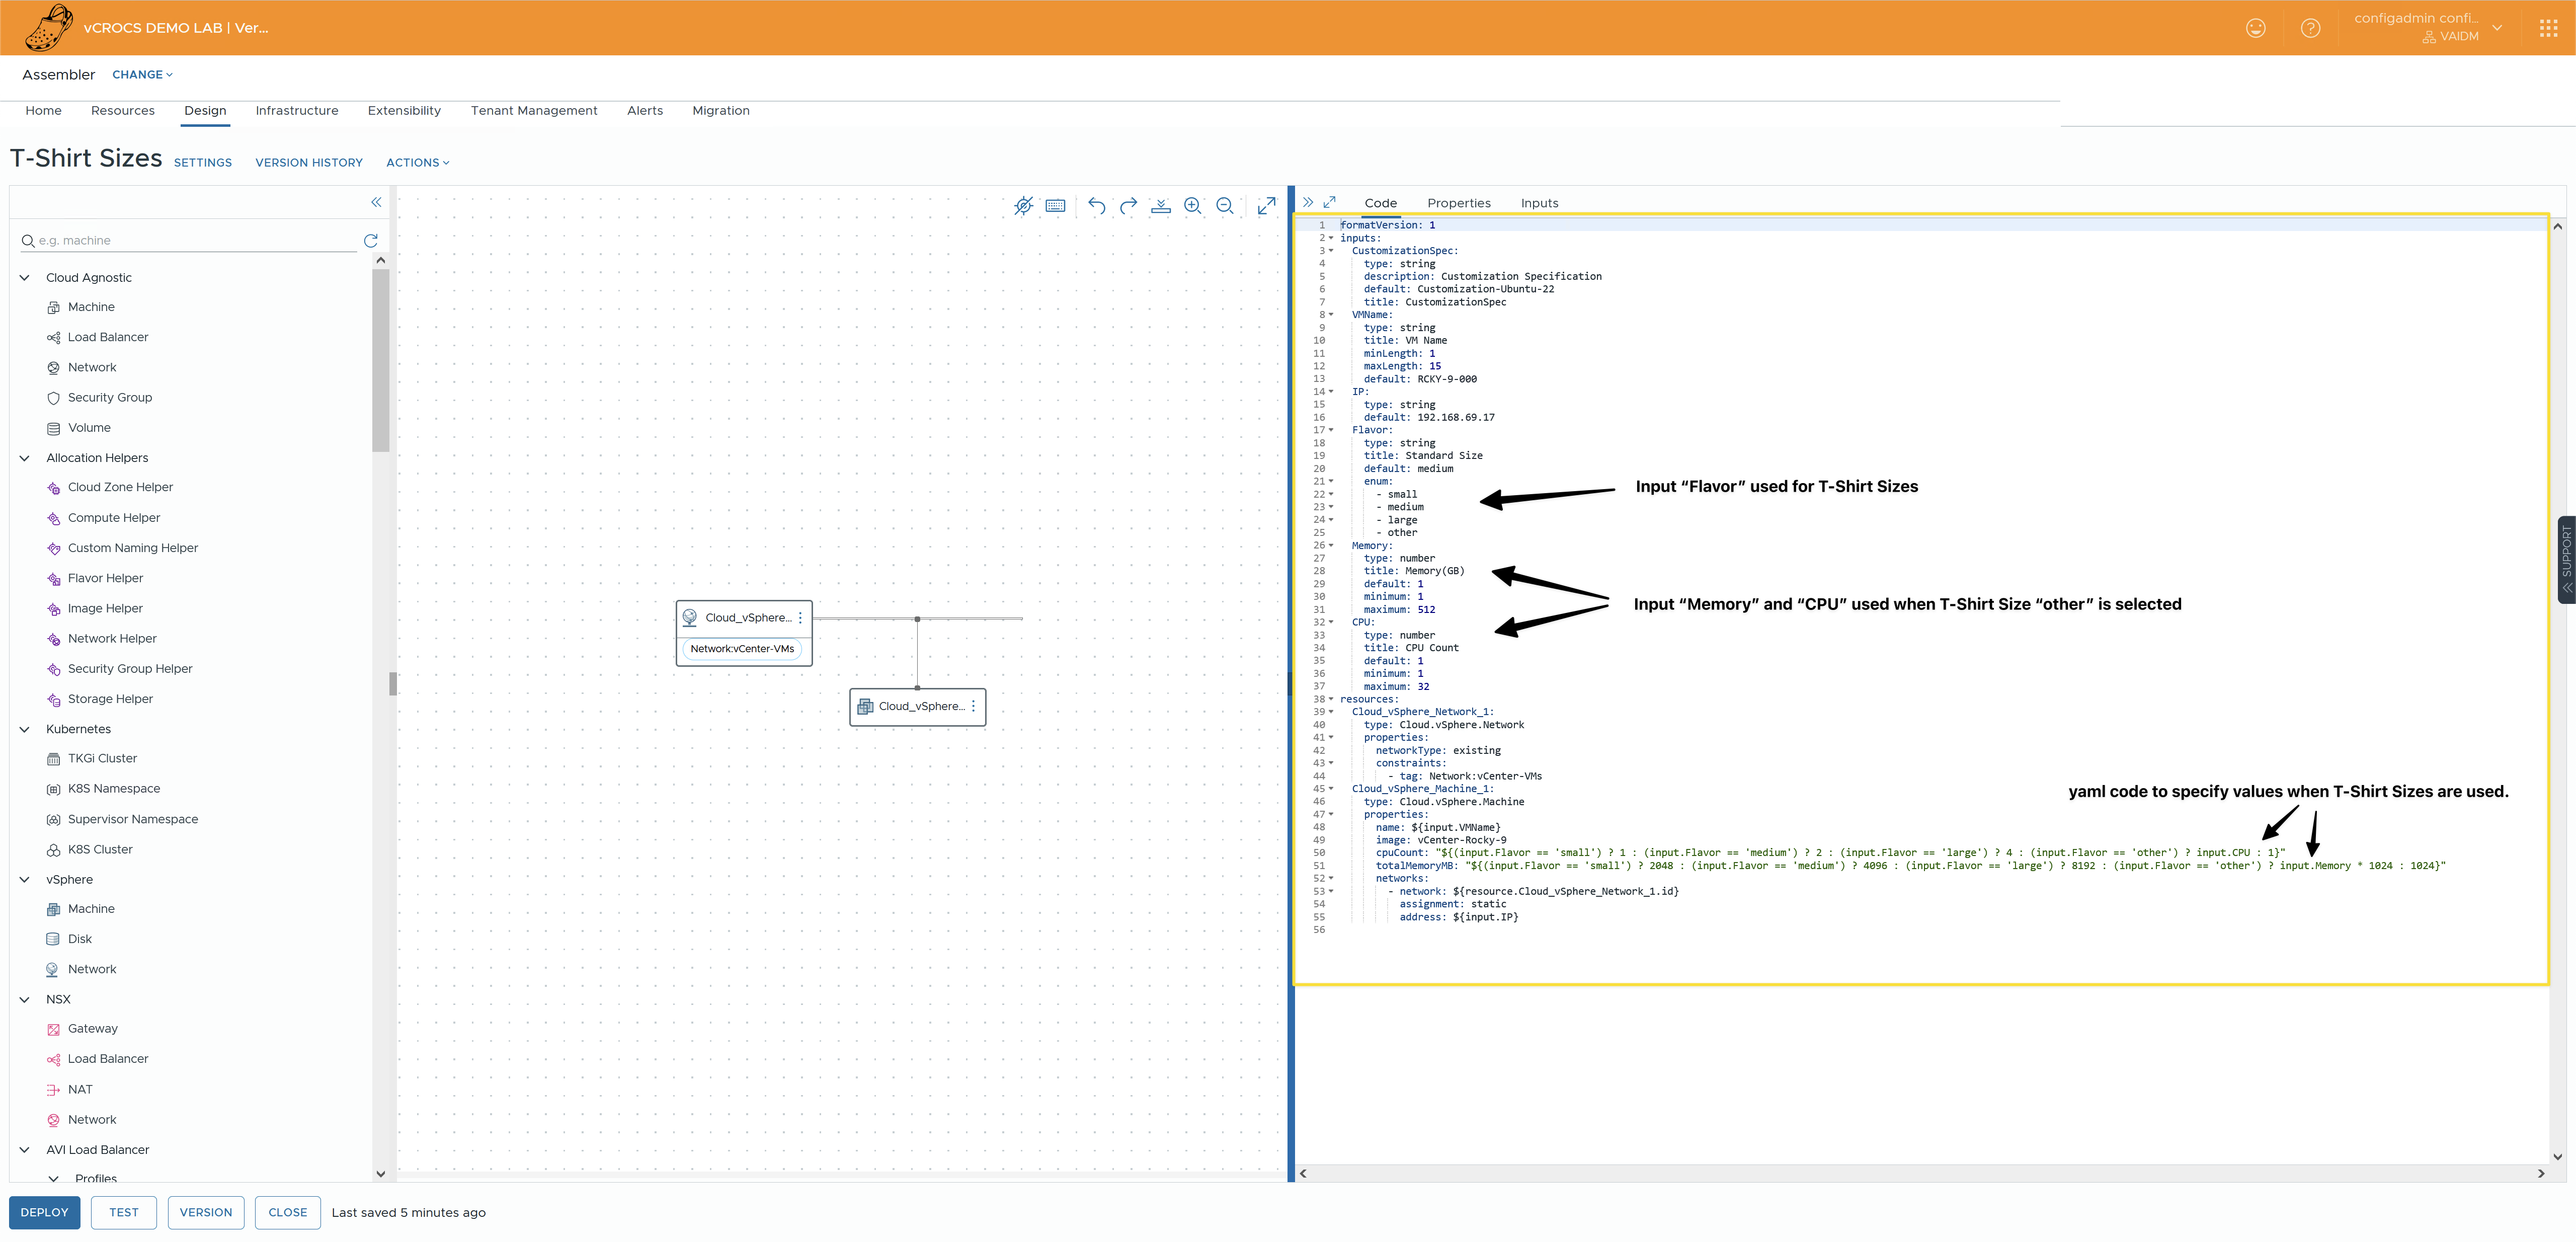 vCROCS DEMO LAB | Ver...
configadmin confi...
VAIDM
Assembler CHANGE
Home Resources Design Infrastructure Extensibility Tenant Management Alerts Migration
T-Shirt Sizes SETTINGS VERSION HISTORY ACTIONS
e.g. machine
Cloud Agnostic
Machine
Load Balancer
Network
Security Group
Volume
Allocation Helpers
Cloud Zone Helper
Compute Helper
Custom Naming Helper
Flavor Helper
Image Helper
Network Helper
Security Group Helper
Storage Helper
Kubernetes
TKGi Cluster
K8S Namespace
Supervisor Namespace
K8S Cluster
vSphere
Machine
Disk
Network
NSX
Gateway
Load Balancer
NAT
Network
AVI Load Balancer
Profiles
Cloud_vSphere...
Network:vCenter-VMs
Cloud_vSphere...
Code Properties Inputs
1 formatVersion: 1
2 inputs:
3 CustomizationSpec:
4 type: string
5 description: Customization Specification
6 default: Customization-Ubuntu-22
7 title: CustomizationSpec
8 VMName:
9 type: string
10 title: VM Name
11 minLength: 1
12 maxLength: 15
13 default: RCKY-9-000
14 IP:
15 type: string
16 default: 192.168.69.17
17 Flavor:
18 type: string
19 title: Standard Size
20 default: medium
21 enum:
22 - small
23 - medium
24 - large
25 - other
26 Memory:
27 type: number
28 title: Memory(GB)
29 default: 1
30 minimum: 1
31 maximum: 512
32 CPU:
33 type: number
34 title: CPU Count
35 default: 1
36 minimum: 1
37 maximum: 32
38 resources:
39 Cloud_vSphere_Network_1:
40 type: Cloud.vSphere.Network
41 properties:
42 networkType: existing
43 constraints:
44 - tag: Network:vCenter-VMs
45 Cloud_vSphere_Machine_1:
46 type: Cloud.vSphere.Machine
47 properties:
48 name: ${input.VMName}
49 image: vCenter-Rocky-9
50 cpuCount: "${(input.Flavor == 'small') ? 1 : (input.Flavor == 'medium') ? 2 : (input.Flavor == 'large') ? 4 : (input.Flavor == 'other') ? input.CPU : 1}"
51 totalMemoryMB: "${(input.Flavor == 'small') ? 2048 : (input.Flavor == 'medium') ? 4096 : (input.Flavor == 'large') ? 8192 : (input.Flavor == 'other') ? input.Memory * 1024 : 1024}"
52 networks:
53 - network: ${resource.Cloud_vSphere_Network_1.id}
54 assignment: static
55 address: ${input.IP}
56
Input “Flavor” used for T-Shirt Sizes
Input “Memory” and “CPU” used when T-Shirt Size “other” is selected
yaml code to specify values when T-Shirt Sizes are used.
SUPPORT
DEPLOY TEST VERSION CLOSE Last saved 5 minutes ago